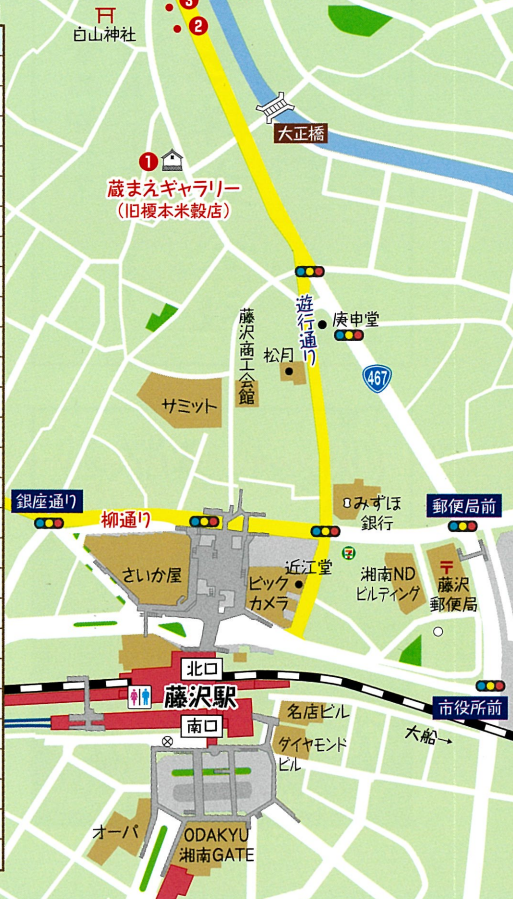 3
2
白山神社
大正橋
1
蔵まえギャラリー
(旧榎本米穀店)
遊行通り
庚申堂
藤沢商工会館
松月
467
サミット
銀座通り
柳通り
みずほ
銀行
郵便局前
さいか屋
近江堂
ビック
カメラ
7
湘南ND
ビルディング
藤沢
郵便局
北口
藤沢駅
南口
市役所前
名店ビル
大船→
ダイヤモンド
ビル
オーパ
ODAKYU
湘南GATE